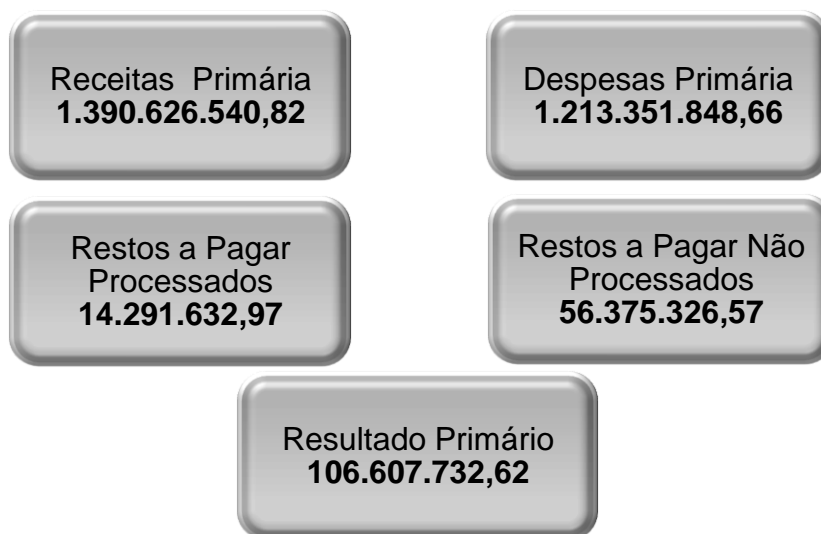 Receitas Primária
1.390.626.540,82
Despesas Primária
1.213.351.848,66
Restos a Pagar
Processados
14.291.632,97
Restos a Pagar Não
Processados
56.375.326,57
Resultado Primário
106.607.732,62